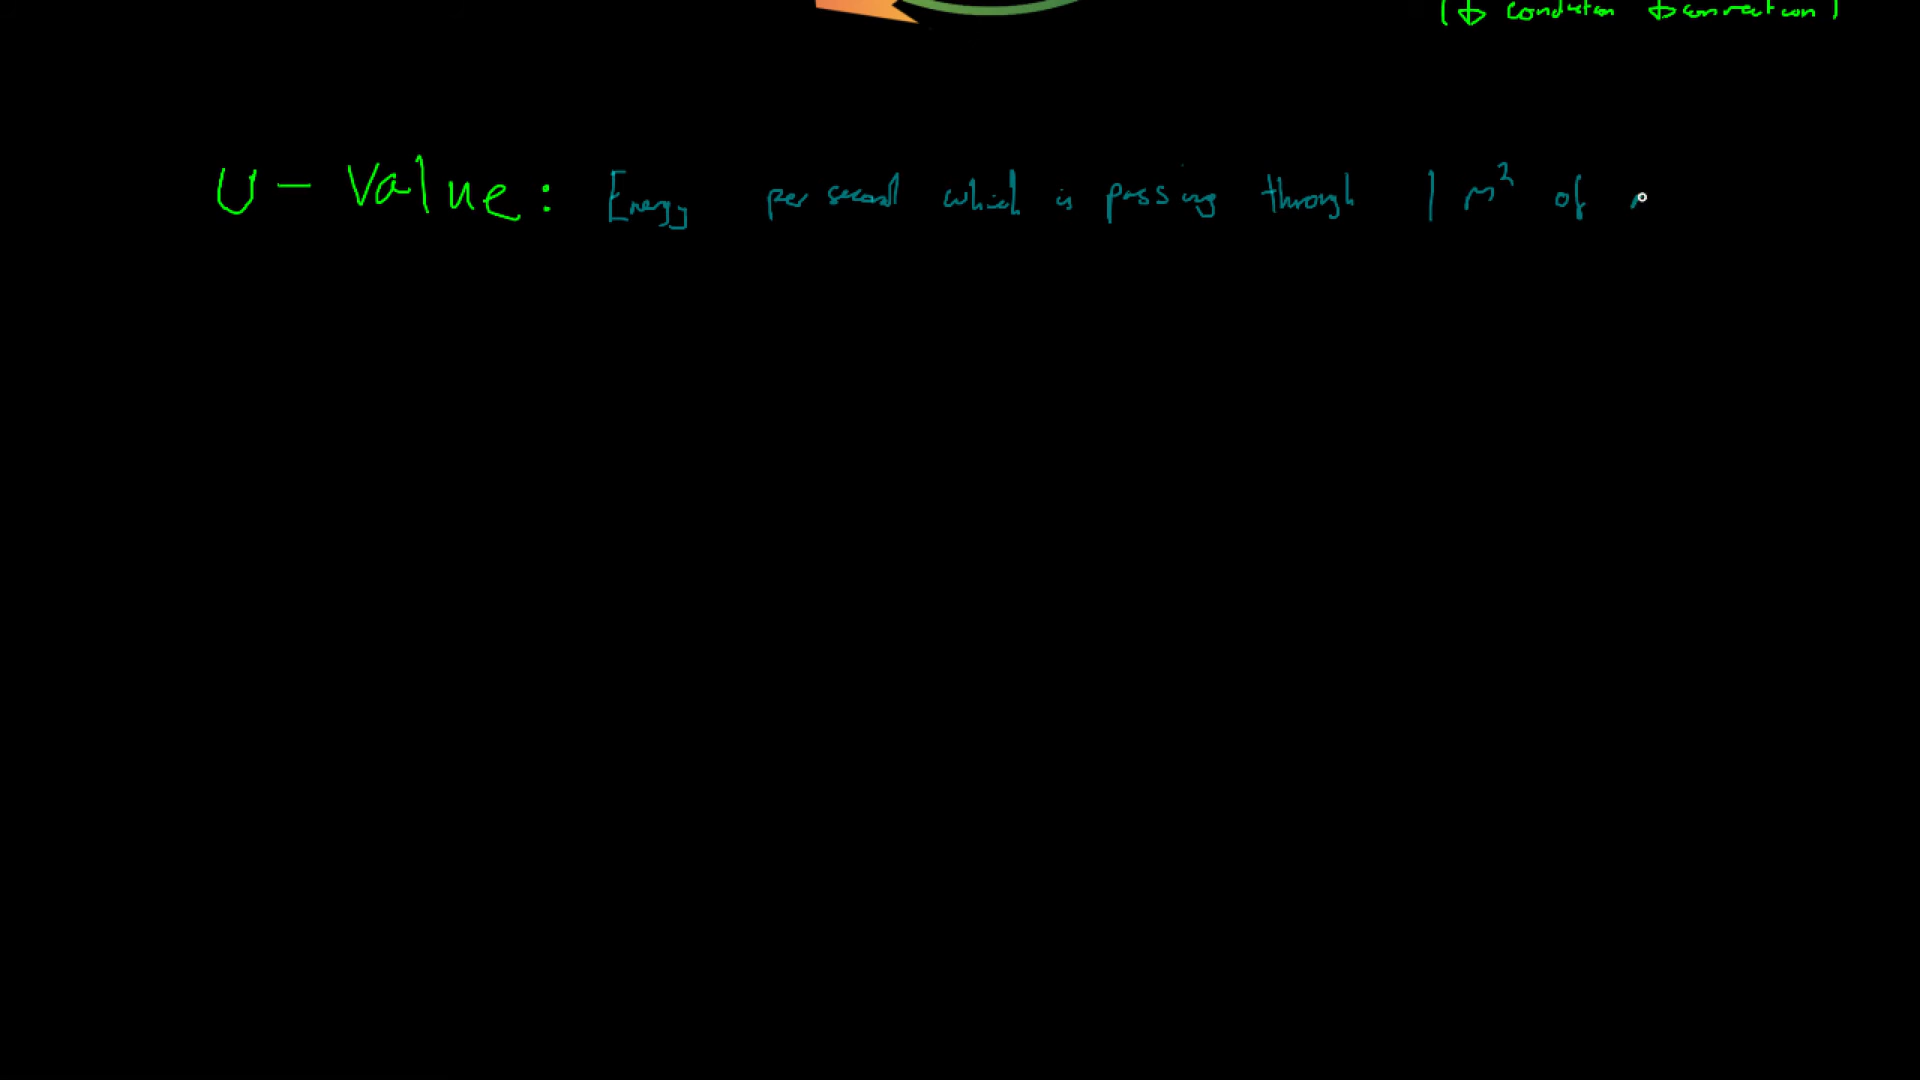 (↓ conduction ↓ convection)
U - Value: Energy per second which is passing through 1 m² of